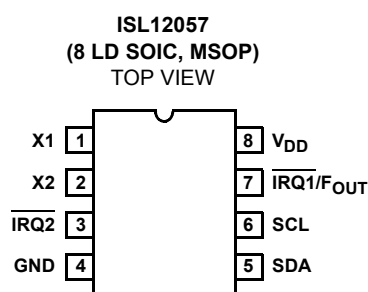 ISL12057
(8 LD SOIC, MSOP)
TOP VIEW
X1 1 8 VDD
X2 2 7 IRQ1/FOUT
IRQ2 3 6 SCL
GND 4 5 SDA